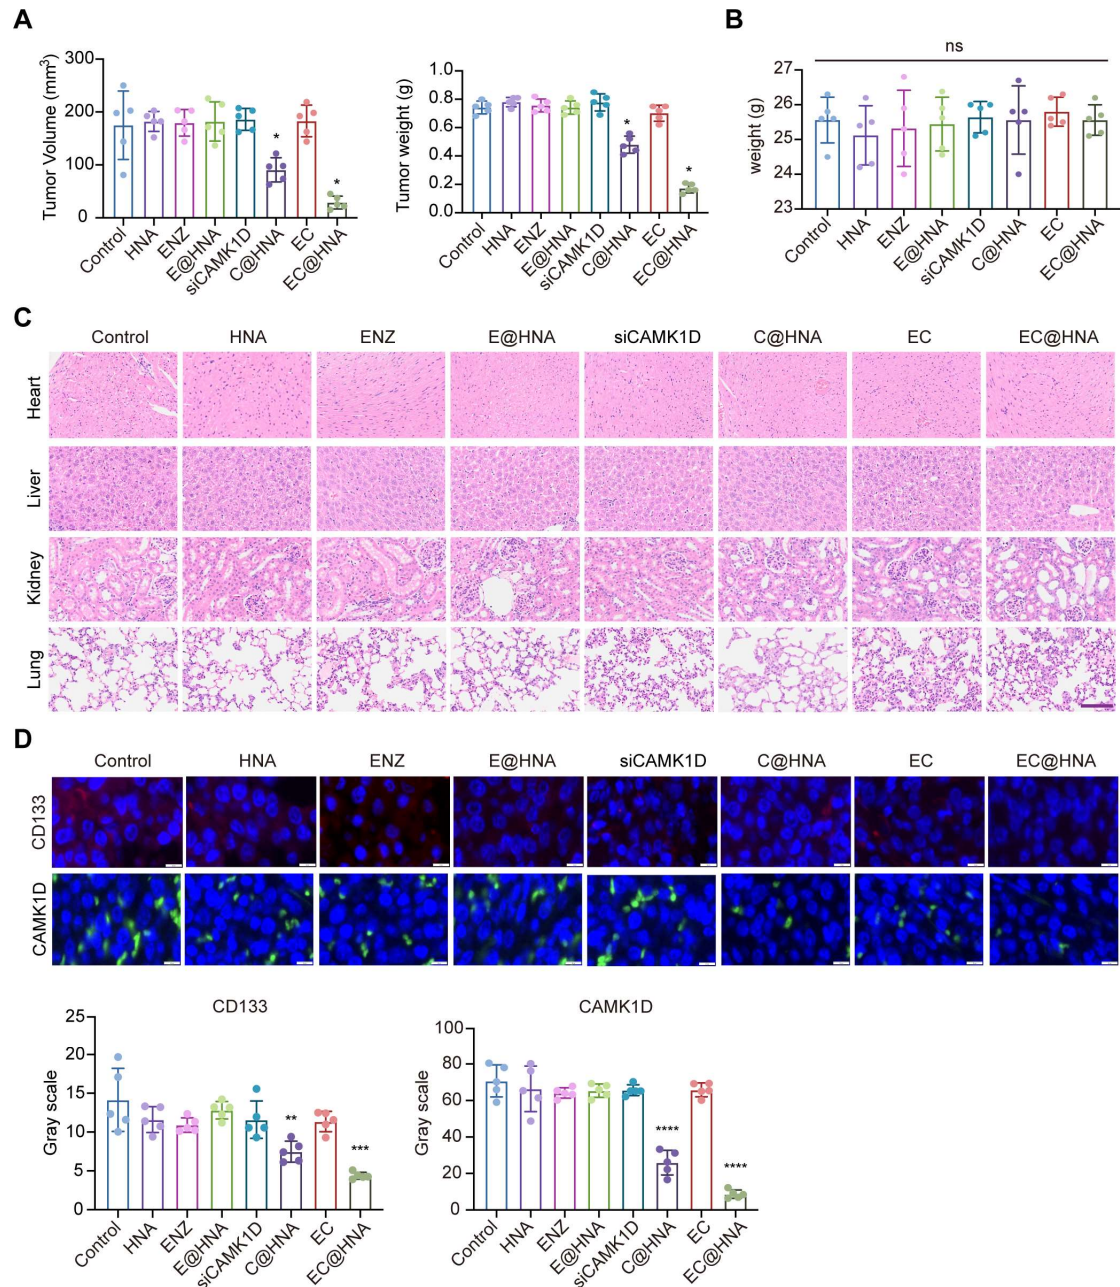 A
Tumor Volume (mm³)
300
200
100
0
*
*
Control
HNA
ENZ
E@HNA
siCAMK1D
C@HNA
EC
EC@HNA
Tumor weight (g)
1.0
0.8
0.6
0.4
0.2
0.0
*
*
Control
HNA
ENZ
E@HNA
siCAMK1D
C@HNA
EC
EC@HNA
B
ns
weight (g)
27
26
25
24
23
Control
HNA
ENZ
E@HNA
siCAMK1D
C@HNA
EC
EC@HNA
C
Control HNA ENZ E@HNA siCAMK1D C@HNA EC EC@HNA
Heart
Liver
Kidney
Lung
D
Control HNA ENZ E@HNA siCAMK1D C@HNA EC EC@HNA
CD133
CAMK1D
CD133
Gray scale
25
20
15
10
5
0
**
***
Control
HNA
ENZ
E@HNA
siCAMK1D
C@HNA
EC
EC@HNA
CAMK1D
Gray scale
100
80
60
40
20
0
****
****
Control
HNA
ENZ
E@HNA
siCAMK1D
C@HNA
EC
EC@HNA